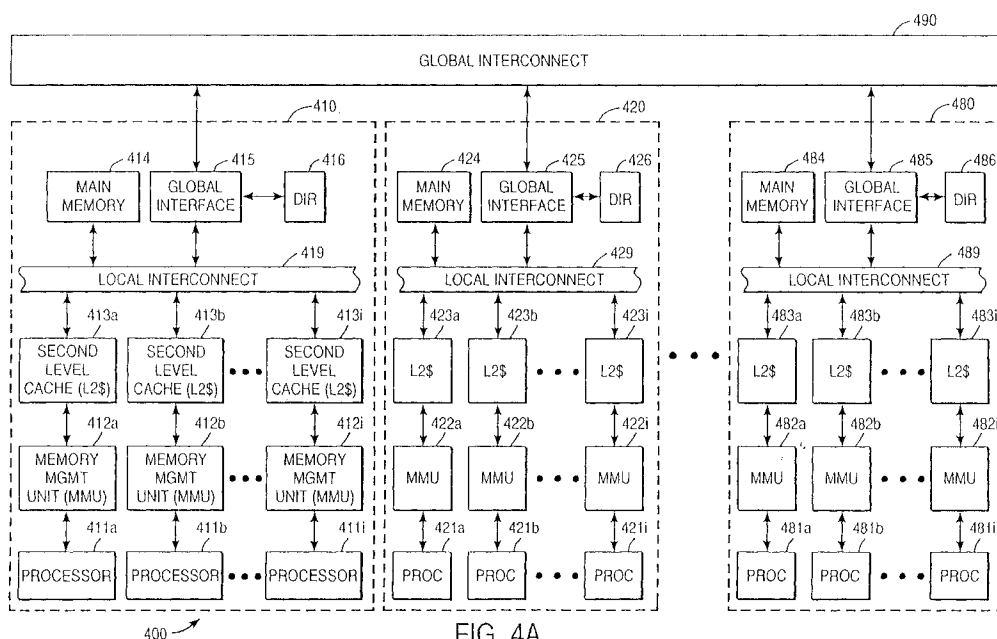 490
GLOBAL INTERCONNECT
410
420
480
414
415
416
424
425
426
484
485
486
MAIN
MEMORY
GLOBAL
INTERFACE
DIR
MAIN
MEMORY
GLOBAL
INTERFACE
DIR
MAIN
MEMORY
GLOBAL
INTERFACE
DIR
419
429
489
LOCAL INTERCONNECT
LOCAL INTERCONNECT
LOCAL INTERCONNECT
413a
413b
413i
423a
423b
423i
483a
483b
483i
SECOND
LEVEL
CACHE (L2$)
SECOND
LEVEL
CACHE (L2$)
SECOND
LEVEL
CACHE (L2$)
L2$
L2$
L2$
L2$
L2$
L2$
412a
412b
412i
422a
422b
422i
482a
482b
482i
MEMORY
MGMT
UNIT (MMU)
MEMORY
MGMT
UNIT (MMU)
MEMORY
MGMT
UNIT (MMU)
MMU
MMU
MMU
MMU
MMU
MMU
411a
411b
411i
421a
421b
421i
481a
481b
481i
PROCESSOR
PROCESSOR
PROCESSOR
PROC
PROC
PROC
PROC
PROC
PROC
400
FIG. 4A